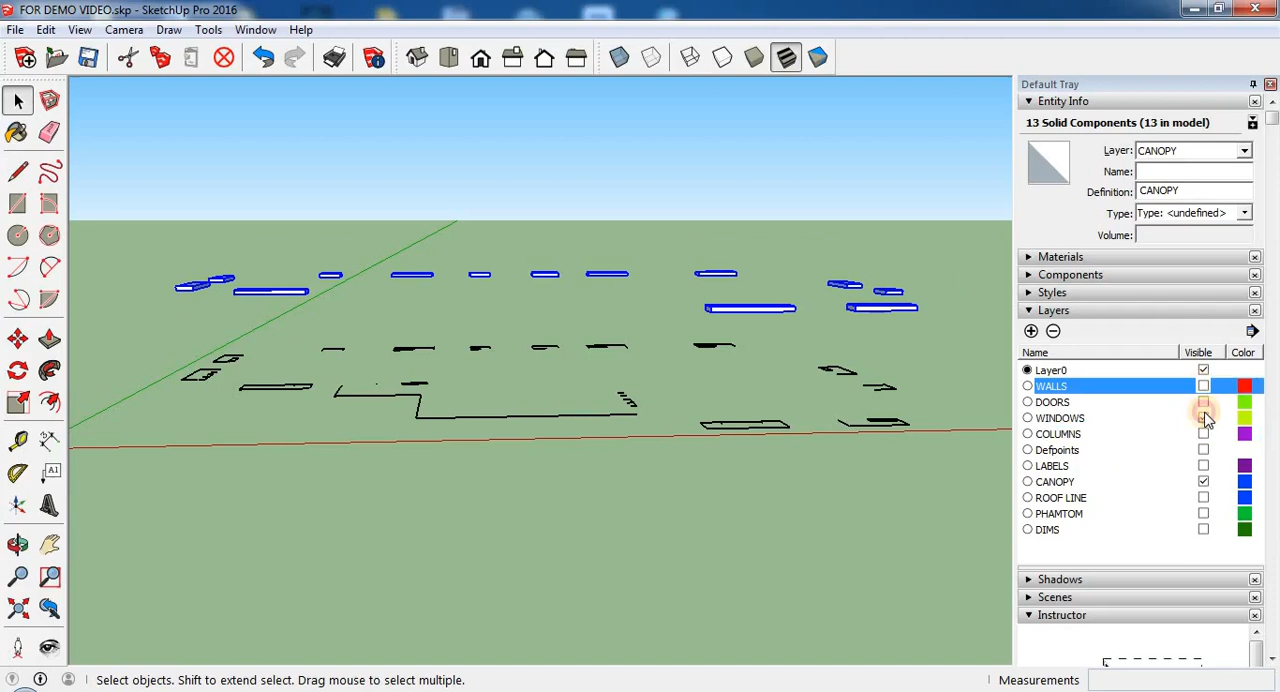 FOR DEMO VIDEO.skp - SketchUp Pro 2016
File Edit View Camera Draw Tools Window Help
Default Tray
Entity Info
13 Solid Components (13 in model)
Layer: CANOPY
Name:
Definition: CANOPY
Type: Type: <undefined>
Volume:
Materials
Components
Styles
Layers
Name Visible Color
Layer0
WALLS
DOORS
WINDOWS
COLUMNS
Defpoints
LABELS
CANOPY
ROOF LINE
PHAMTOM
DIMS
Shadows
Scenes
Instructor
A1
Select objects. Shift to extend select. Drag mouse to select multiple.
Measurements